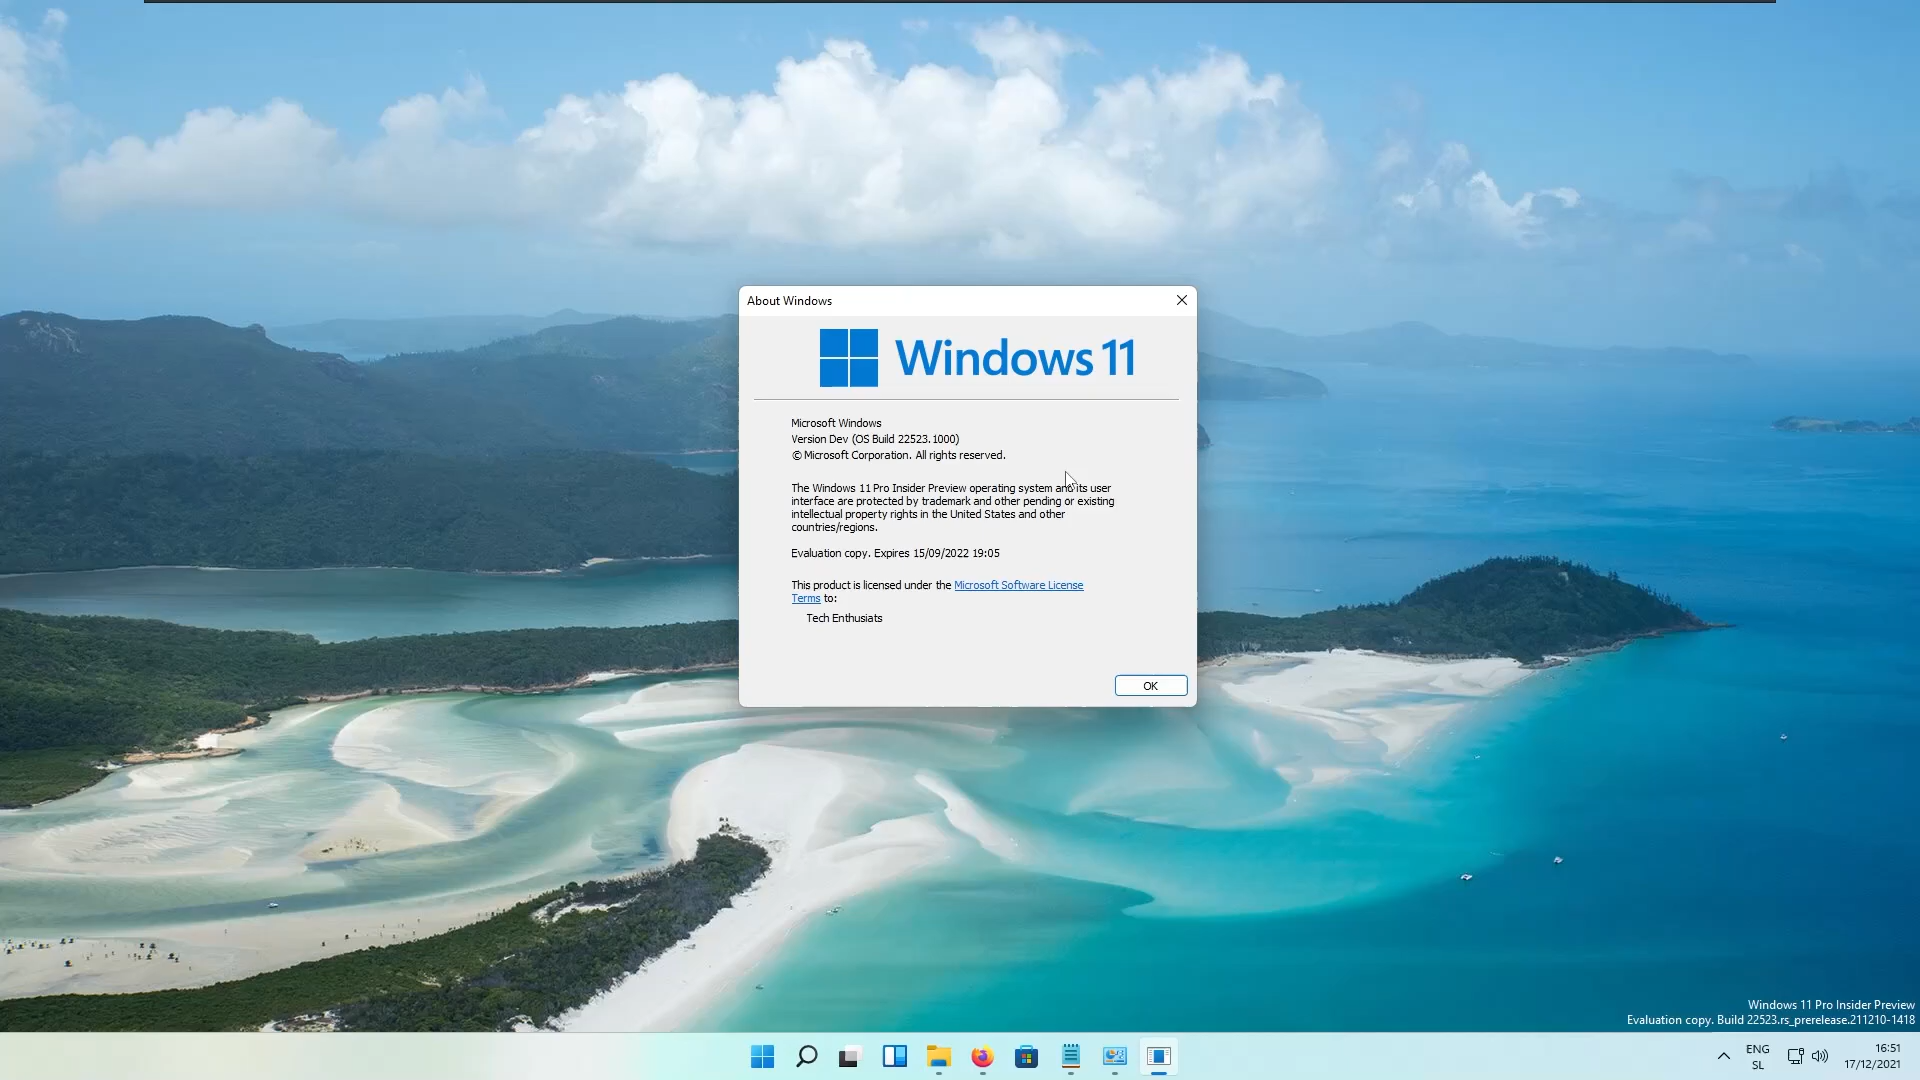 About Windows
Windows 11
Microsoft Windows
Version Dev (OS Build 22523.1000)
© Microsoft Corporation. All rights reserved.
The Windows 11 Pro Insider Preview operating system and its user
interface are protected by trademark and other pending or existing
intellectual property rights in the United States and other
countries/regions.
Evaluation copy. Expires 15/09/2022 19:05
This product is licensed under the Microsoft Software License
Terms to:
Tech Enthusiats
OK
Windows 11 Pro Insider Preview
Evaluation copy. Build 22523.rs_prerelease.211210-1418
ENG
SL
16:51
17/12/2021